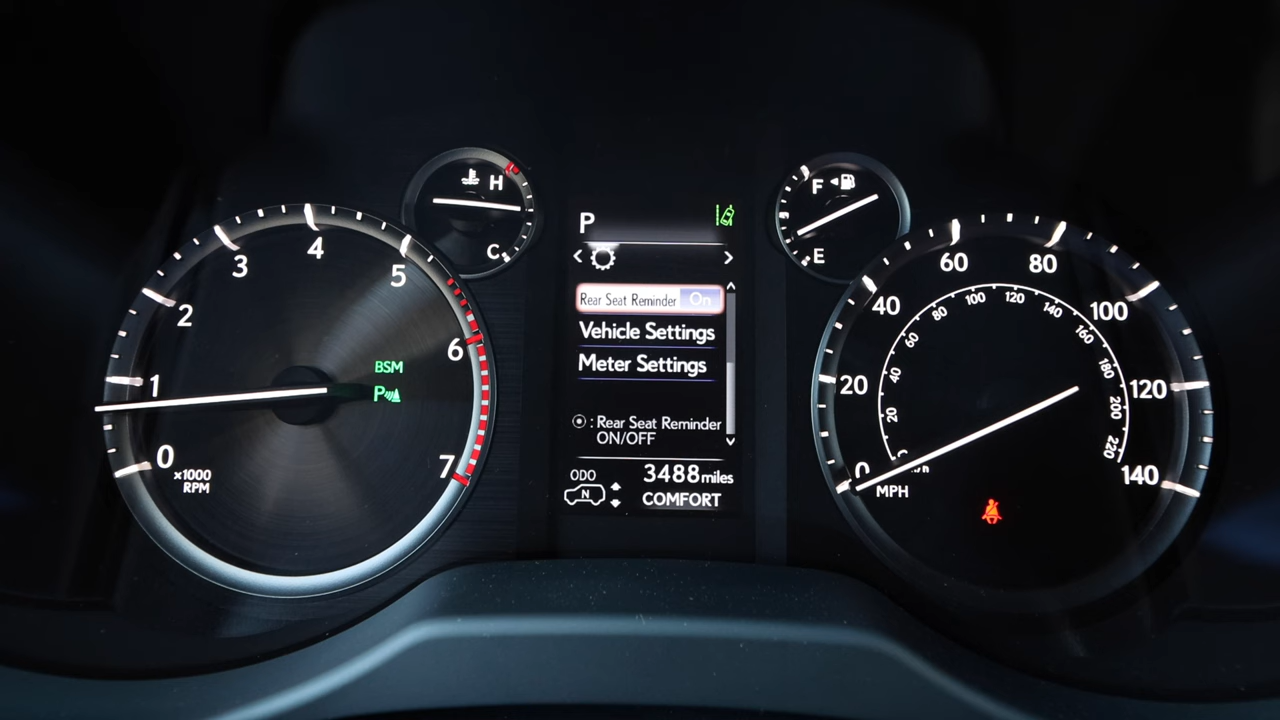 H
C
F
E
0
1
2
3
4
5
6
7
x1000
RPM
BSM
P
P
Rear Seat Reminder On
Vehicle Settings
Meter Settings
: Rear Seat Reminder
ON/OFF
ODO 3488 miles
N COMFORT
0
20
40
60
80
100
120
140
MPH
20
40
60
80
100
120
140
160
180
200
220